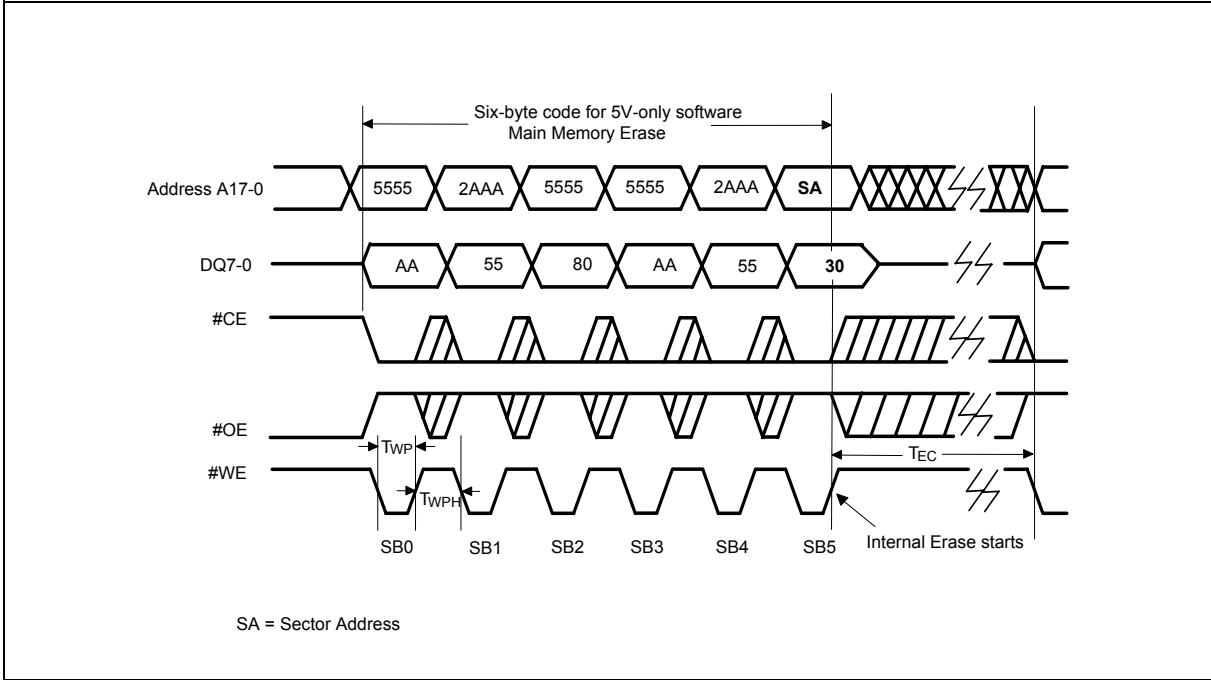 Six-byte code for 5V-only software
Main Memory Erase
Address A17-0
5555 2AAA 5555 5555 2AAA SA
DQ7-0
AA 55 80 AA 55 30
#CE
#OE
TWP
TEC
#WE
TWPH
SB0 SB1 SB2 SB3 SB4 SB5
Internal Erase starts
SA = Sector Address